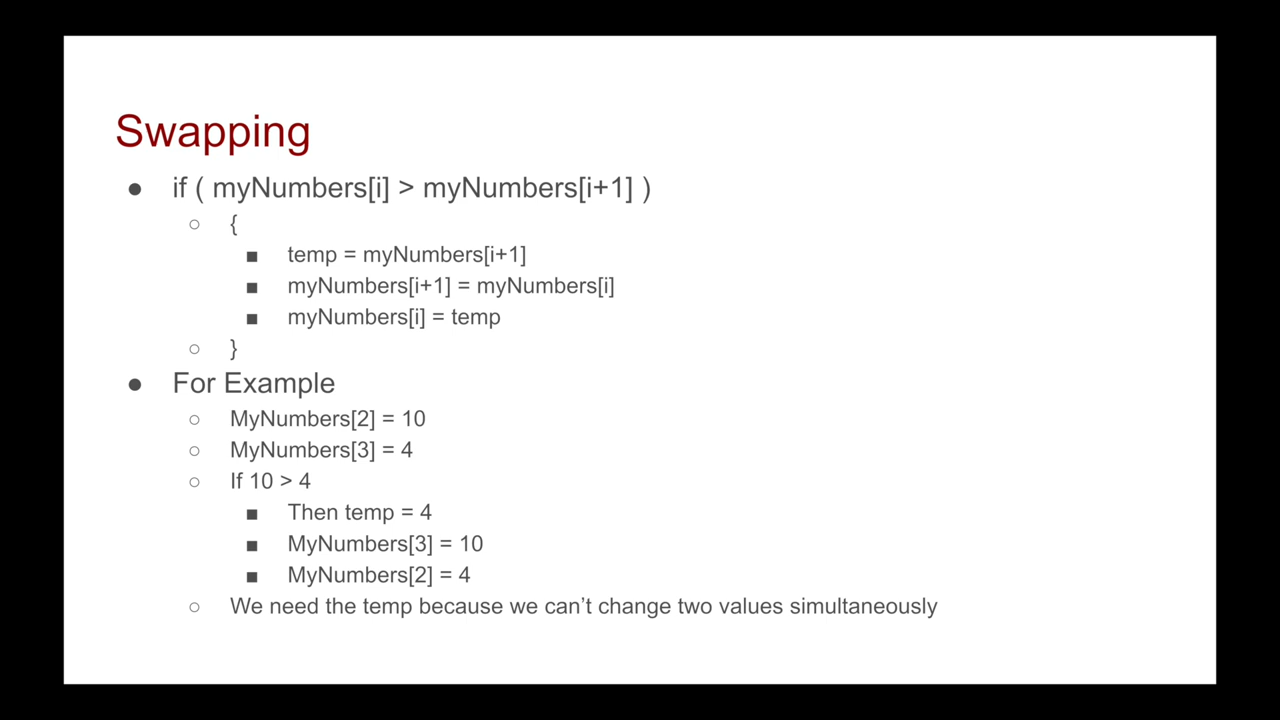 Swapping
● if ( myNumbers[i] > myNumbers[i+1] )
○ {
■ temp = myNumbers[i+1]
■ myNumbers[i+1] = myNumbers[i]
■ myNumbers[i] = temp
○ }
● For Example
○ MyNumbers[2] = 10
○ MyNumbers[3] = 4
○ If 10 > 4
■ Then temp = 4
■ MyNumbers[3] = 10
■ MyNumbers[2] = 4
○ We need the temp because we can’t change two values simultaneously